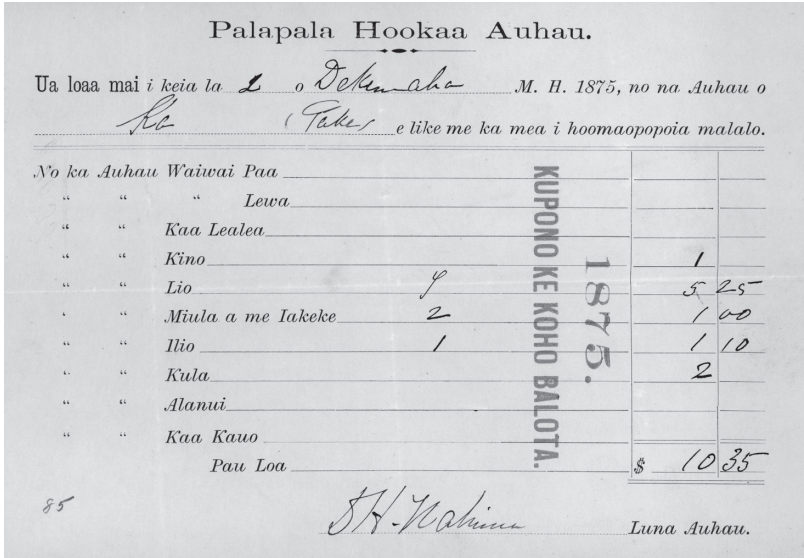 Palapala Hookaa Auhau.
Ua loaa mai i keia la 2 o Dekemaba M. H. 1875, no na Auhau o
Ka e like me ka mea i hoomaopopoia malalo.
No ka Auhau Waiwai Paa
" " " Lewa
" " Kaa Lealea
" " Kino 1
" " Lio 5 25
" " Miula a me Iakeke 2 1 00
" " Ilio 1 1 10
" " Kula 2
" " Alanui
" " Kaa Kauo
Pau Loa $ 10 35
KUPONO KE KOHO BALOTA.
1875.
85
Luna Auhau.